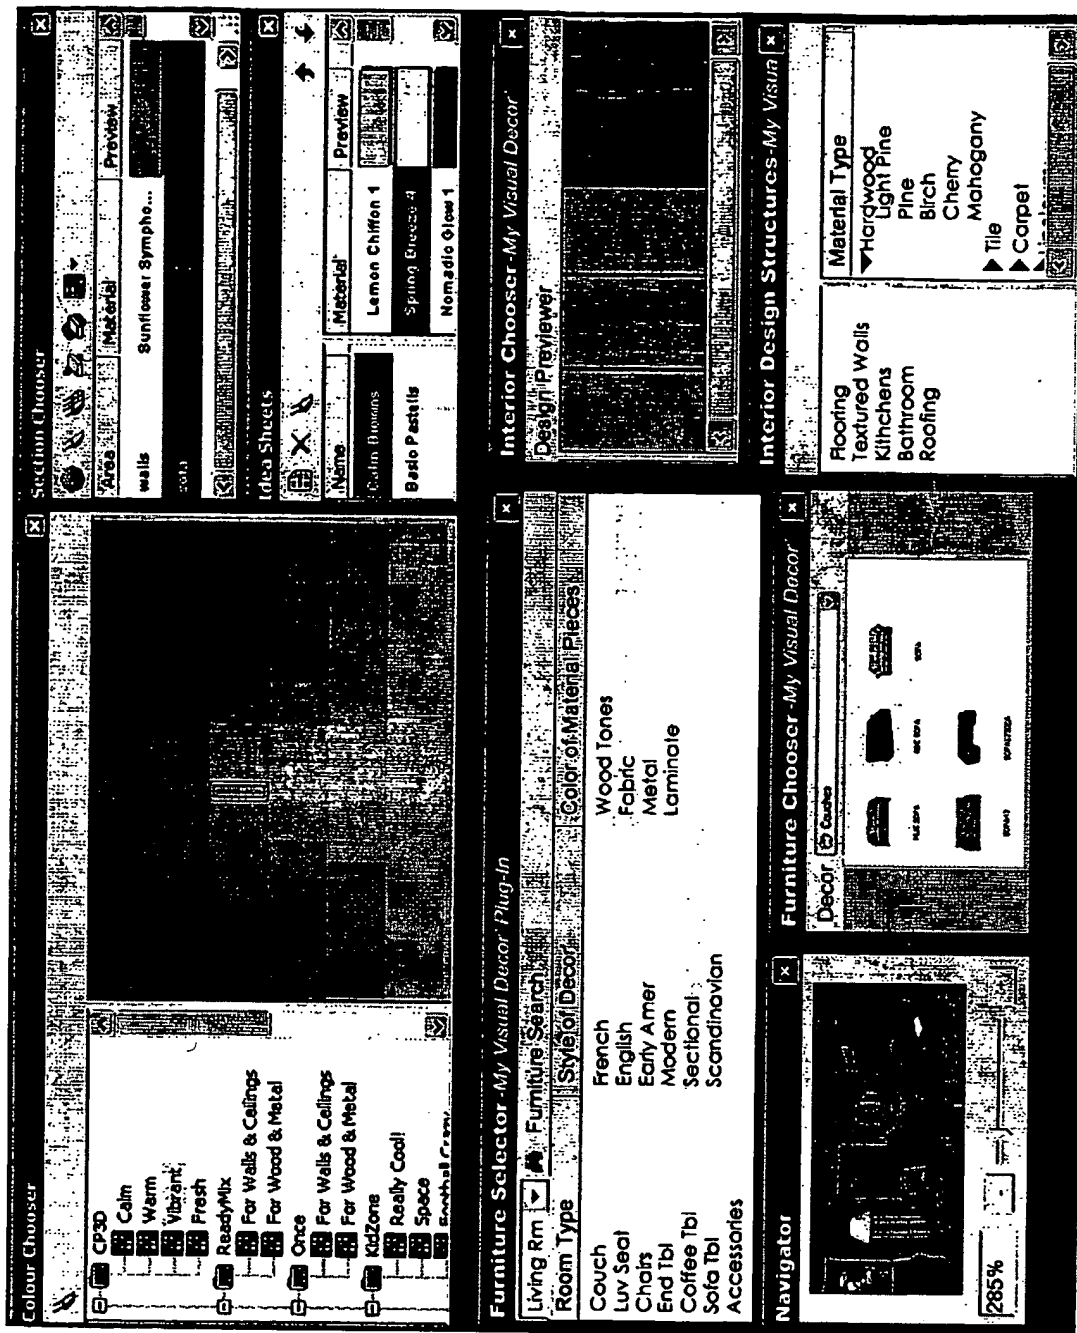 Colour Chooser
CP3D
Calm
Warm
Vibrant
Fresh
ReadyMix
For Walls & Ceilings
For Wood & Metal
Once
For Walls & Ceilings
For Wood & Metal
KidZone
Really Cool!
Space
Football Crazy
Section Chooser
Area Material Preview
walls Sunflower Sympho...
Idea Sheets
Name Material Preview
Lemon Chiffon 1
Spring Breeze 4
Basic Pastells Nomadic Glow 1
Furniture Selector-My Visual Decor Plug-In
Living Rm Furniture Search
Room Type Style of Decor Color of Material Pieces
Couch French Wood Tones
Luv Seat English Fabric
Chairs Early Amer Metal
End Tbl Modern Laminate
Coffee Tbl Sectional
Sofa Tbl Scandinavian
Accessories
Interior Chooser-My Visual Decor
Design Previewer
Navigator
285%
Furniture Chooser-My Visual Decor
Decor Couches
SOFA
Interior Design Structures-My Visua
Flooring
Textured Walls
Kithchens
Bathroom
Roofing
Material Type
Hardwood
Light Pine
Pine
Birch
Cherry
Mahogany
Tile
Carpet